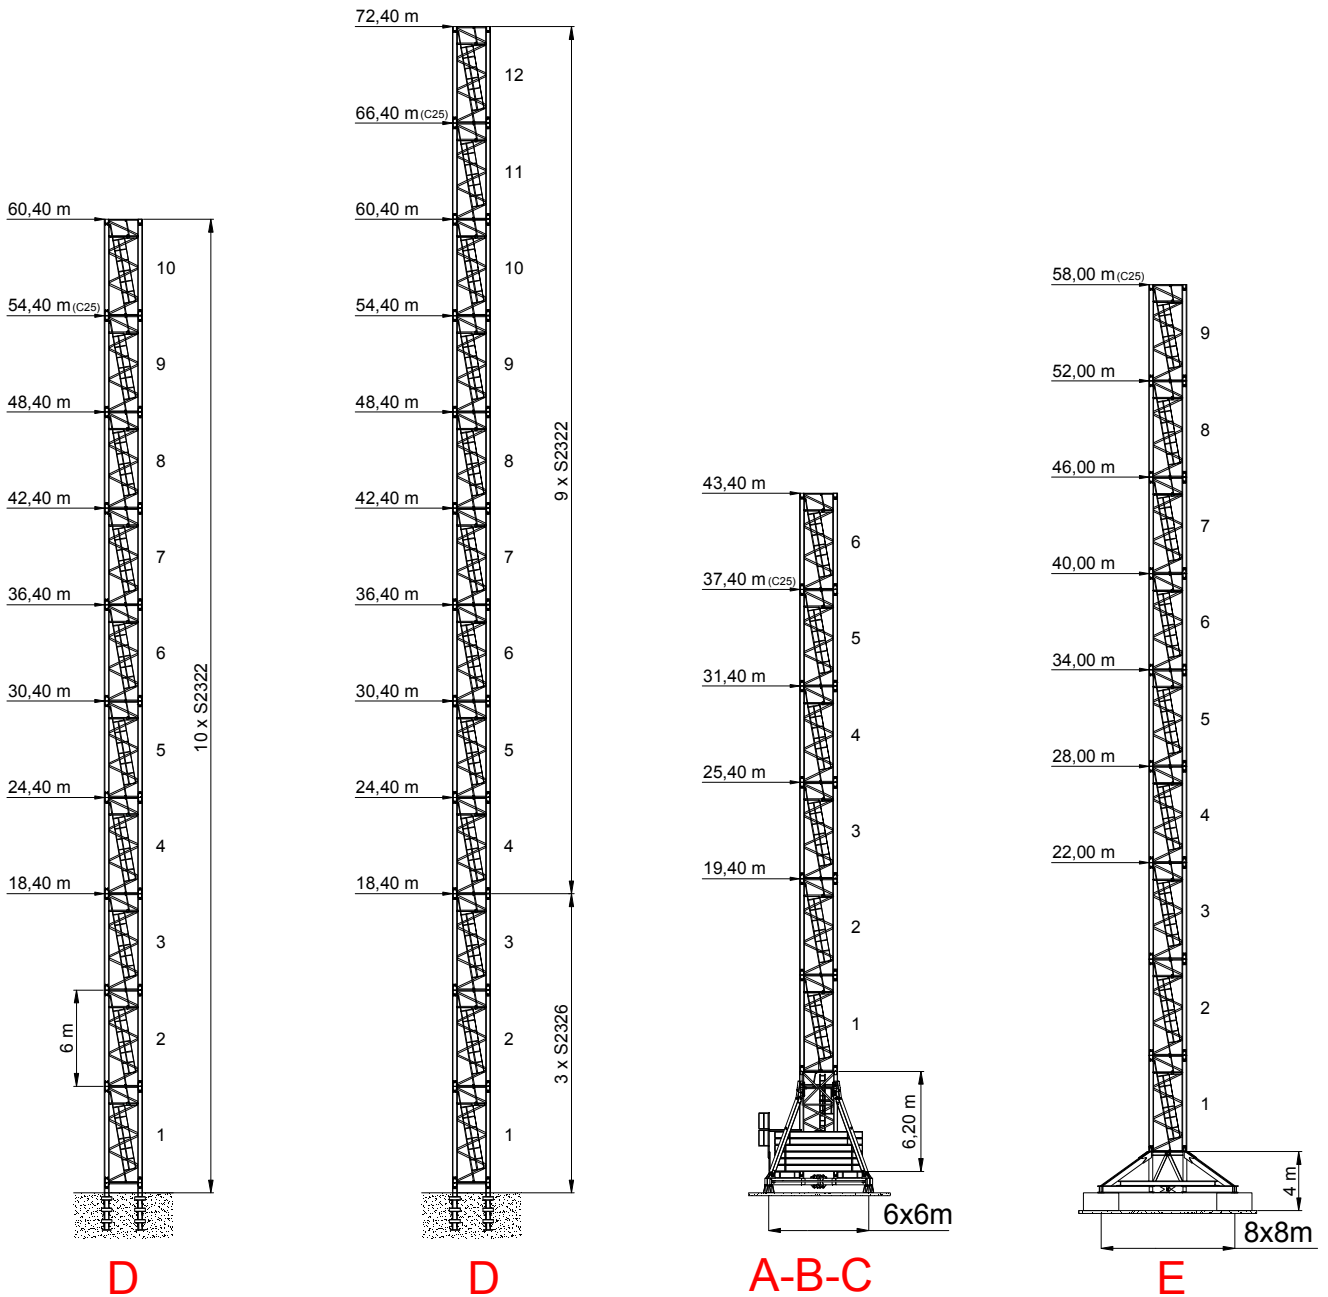 60,40 m
54,40 m (C25)
48,40 m
42,40 m
36,40 m
30,40 m
24,40 m
18,40 m
6 m
10
9
8
7
6
5
4
3
2
1
10 x S2322
D
72,40 m
66,40 m (C25)
60,40 m
54,40 m
48,40 m
42,40 m
36,40 m
30,40 m
24,40 m
18,40 m
12
11
10
9
8
7
6
5
4
3
2
1
9 x S2322
3 x S2326
D
43,40 m
37,40 m (C25)
31,40 m
25,40 m
19,40 m
6
5
4
3
2
1
6,20 m
6x6m
A-B-C
58,00 m (C25)
52,00 m
46,00 m
40,00 m
34,00 m
28,00 m
22,00 m
9
8
7
6
5
4
3
2
1
4 m
8x8m
E